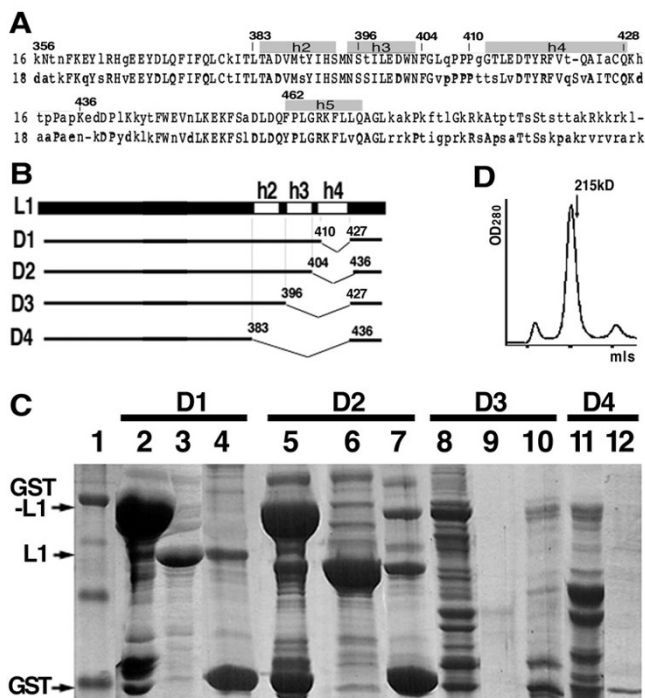 A
356 383 396 404 410 428
h2 h3 h4
16 kNtnFKEYlRHgEEYDLQFIFQLCkITLTADVMtYIHSMNStILEDWNFGLqPPPgGTLEDTYRFVt-QAIaCQKh
18 datkFKqYsRHvEEYDLQFIFQLCtITLTADVMsYIHSMNSsILEDWNFGvpPPPttsLvDTYRFVqSvAITCQKd
436 462
h5
16 tpPapKedDPlKkytFWEVnLKEKFSaDLDQFPLGRKFLLQAGLkakPkftlGkRkAtpttSsTsttakRkkrkl-
18 aaPaen-kDPydklkFWnVdLKEKFSlDLDQYPLGRKFLvQAGLrrkPtigprkRsApsaTtSskpakrvrvrark
B
h2 h3 h4
L1
D1 410 427
D2 404 436
D3 396 427
D4 383 436
D
215kD
OD280
mls
C
D1 D2 D3 D4
1 2 3 4 5 6 7 8 9 10 11 12
GST
-L1
L1
GST